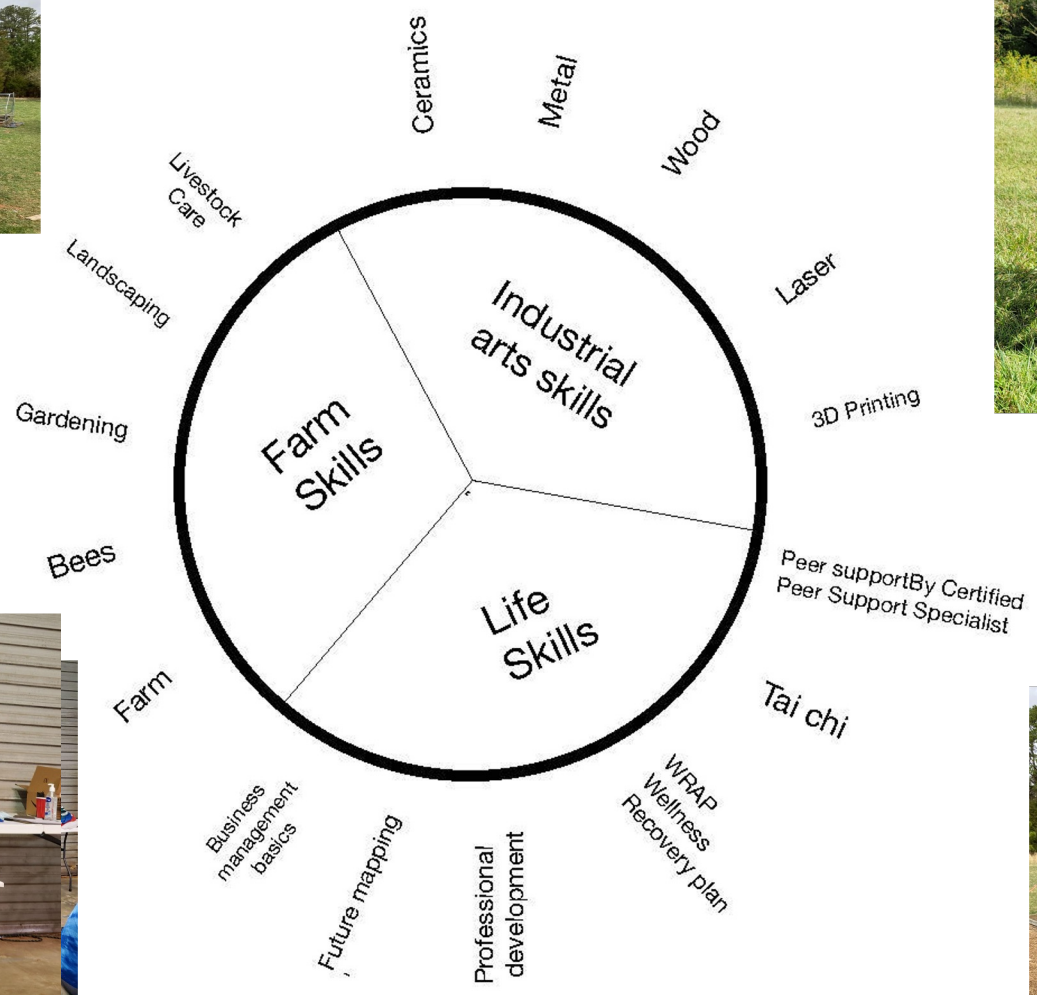 Ceramics
Metal
Wood
Laser
3D Printing
Peer supportBy Certified
Peer Support Specialist
Tai chi
WRAP
Wellness
Recovery plan
Professional
development
Future mapping
Business
management
basics
Farm
Bees
Gardening
Landscaping
Livestock
Care
Industrial
arts skills
Farm
Skills
Life
Skills